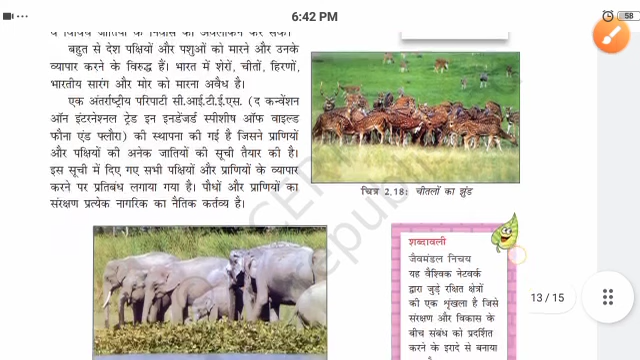 6:42 PM
58
व विविध जातियों के निवास का अवलोकन कर सकें।
बहुत से देश पक्षियों और पशुओं को मारने और उनके
व्यापार करने के विरुद्ध हैं। भारत में शेरों, चीतों, हिरणों,
भारतीय सारंग और मोर को मारना अवैध है।
एक अंतर्राष्ट्रीय परिपाटी सी.आई.टी.ई.एस. (द कन्वेंशन
ऑन इंटरनेश्नल ट्रेड इन इनडेंजर्ड स्पीशीष ऑफ वाइल्ड
फौना एंड फ्लौरा) की स्थापना की गई है जिसने प्राणियों
और पक्षियों की अनेक जातियों की सूची तैयार की है।
इस सूची में दिए गए सभी पक्षियों और प्राणियों के व्यापार
करने पर प्रतिबंध लगाया गया है। पौधों और प्राणियों का
संरक्षण प्रत्येक नागरिक का नैतिक कर्तव्य है।
चित्र 2.18: चीतलों का झुंड
शब्दावली
जैवमंडल निचय
यह वैश्विक नेटवर्क
द्वारा जुड़े रक्षित क्षेत्रों
की एक शृंखला है जिसे
संरक्षण और विकास के
बीच संबंध को प्रदर्शित
करने के इरादे से बनाया
13 / 15